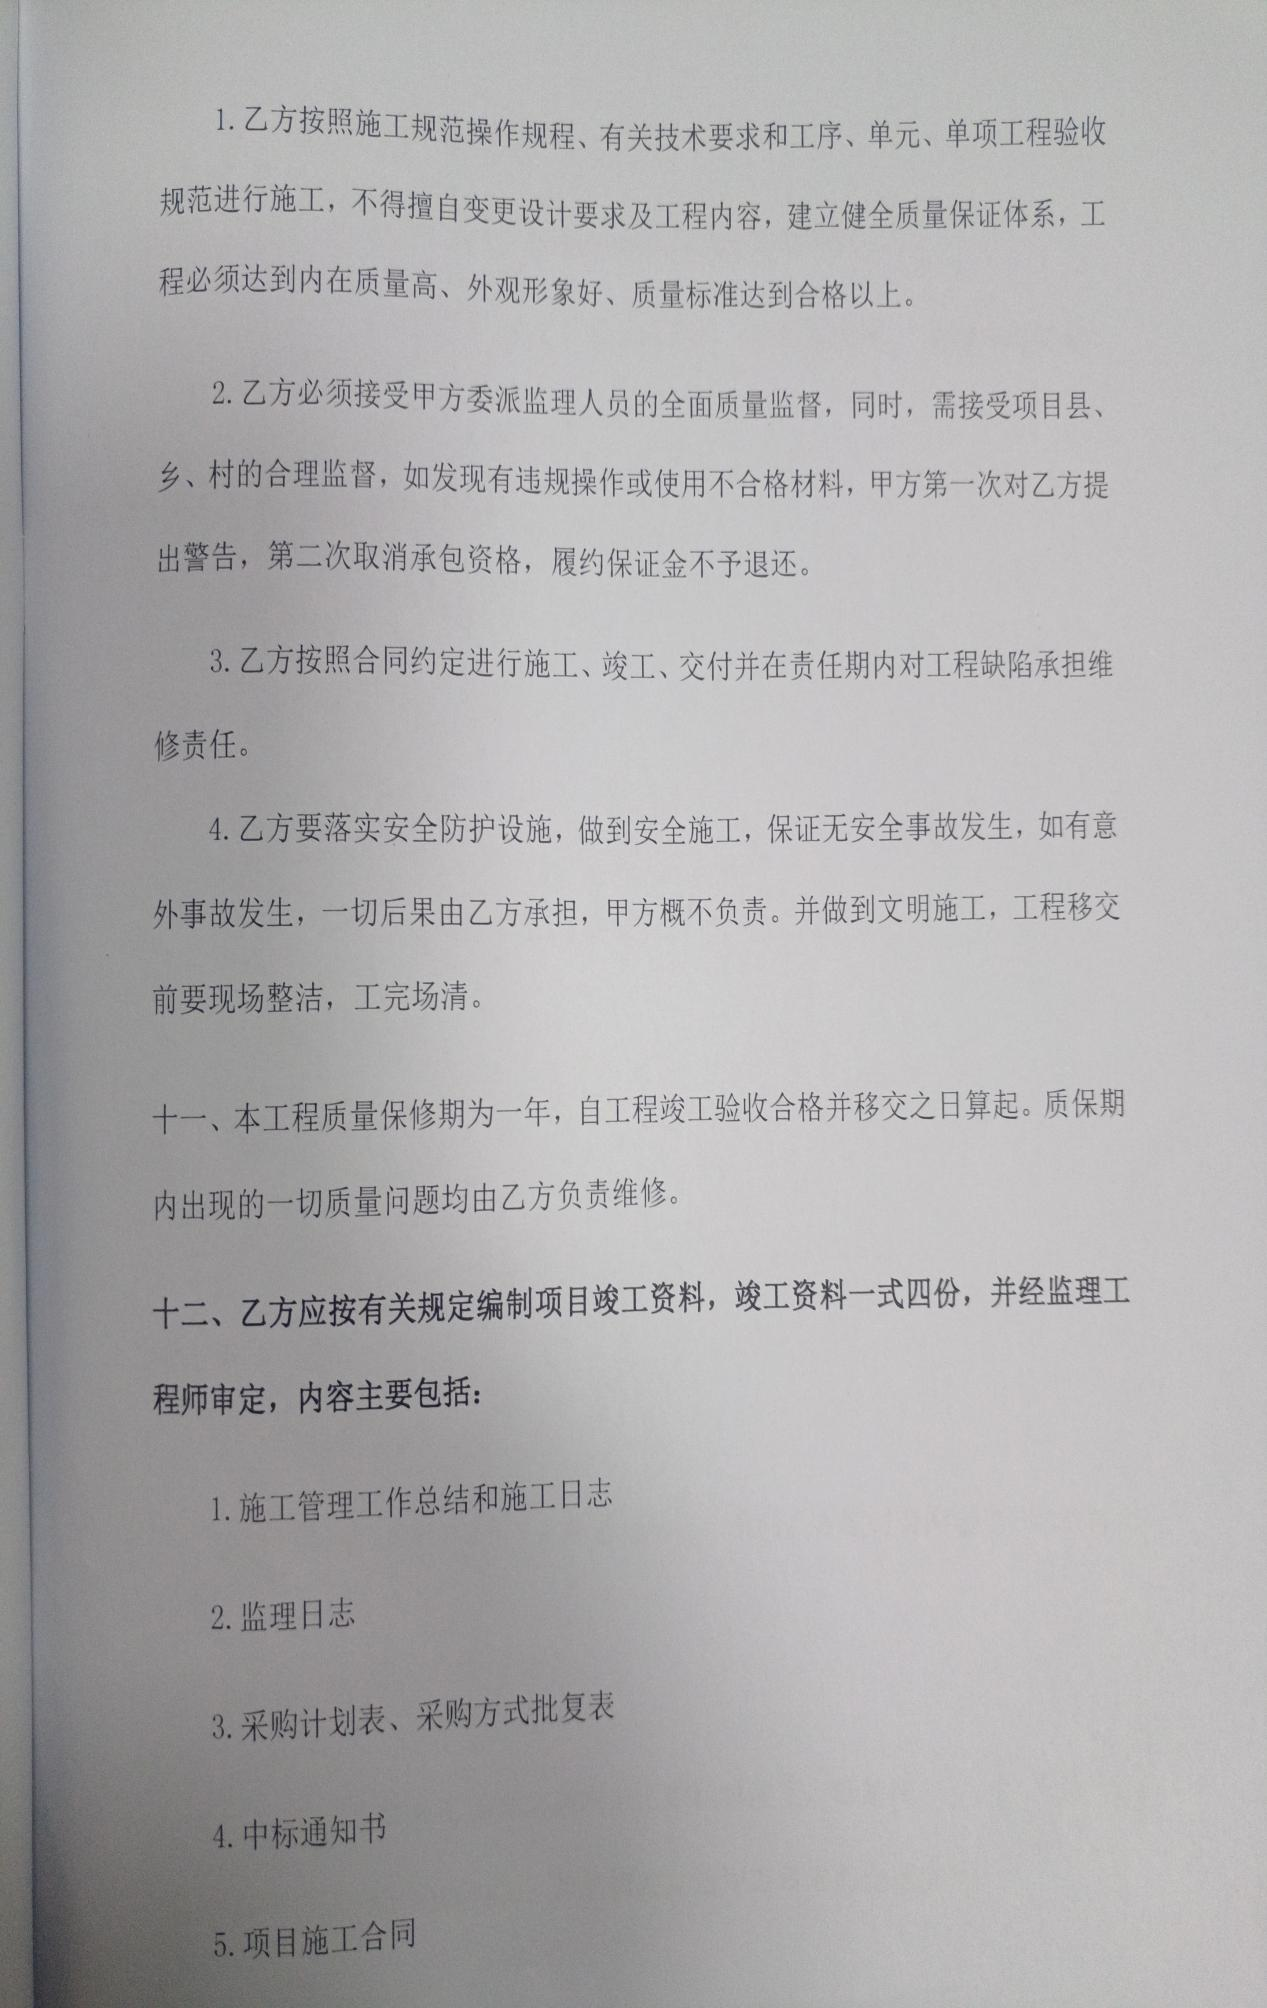 1.乙方按照施工规范操作规程、有关技术要求和工序、单元、单项工程验收
规范进行施工，不得擅自变更设计要求及工程内容，建立健全质量保证体系，工
程必须达到内在质量高、外观形象好、质量标准达到合格以上。
2.乙方必须接受甲方委派监理人员的全面质量监督，同时，需接受项目县、
乡、村的合理监督，如发现有违规操作或使用不合格材料，甲方第一次对乙方提
出警告，第二次取消承包资格，履约保证金不予退还。
3.乙方按照合同约定进行施工、竣工、交付并在责任期内对工程缺陷承担维
修责任。
4.乙方要落实安全防护设施，做到安全施工，保证无安全事故发生，如有意
外事故发生，一切后果由乙方承担，甲方概不负责。并做到文明施工，工程移交
前要现场整洁，工完场清。
十一、本工程质量保修期为一年，自工程竣工验收合格并移交之日算起。质保期
内出现的一切质量问题均由乙方负责维修。
十二、乙方应按有关规定编制项目竣工资料，竣工资料一式四份，并经监理工
程师审定，内容主要包括：
1.施工管理工作总结和施工日志
2.监理日志
3.采购计划表、采购方式批复表
4.中标通知书
5.项目施工合同